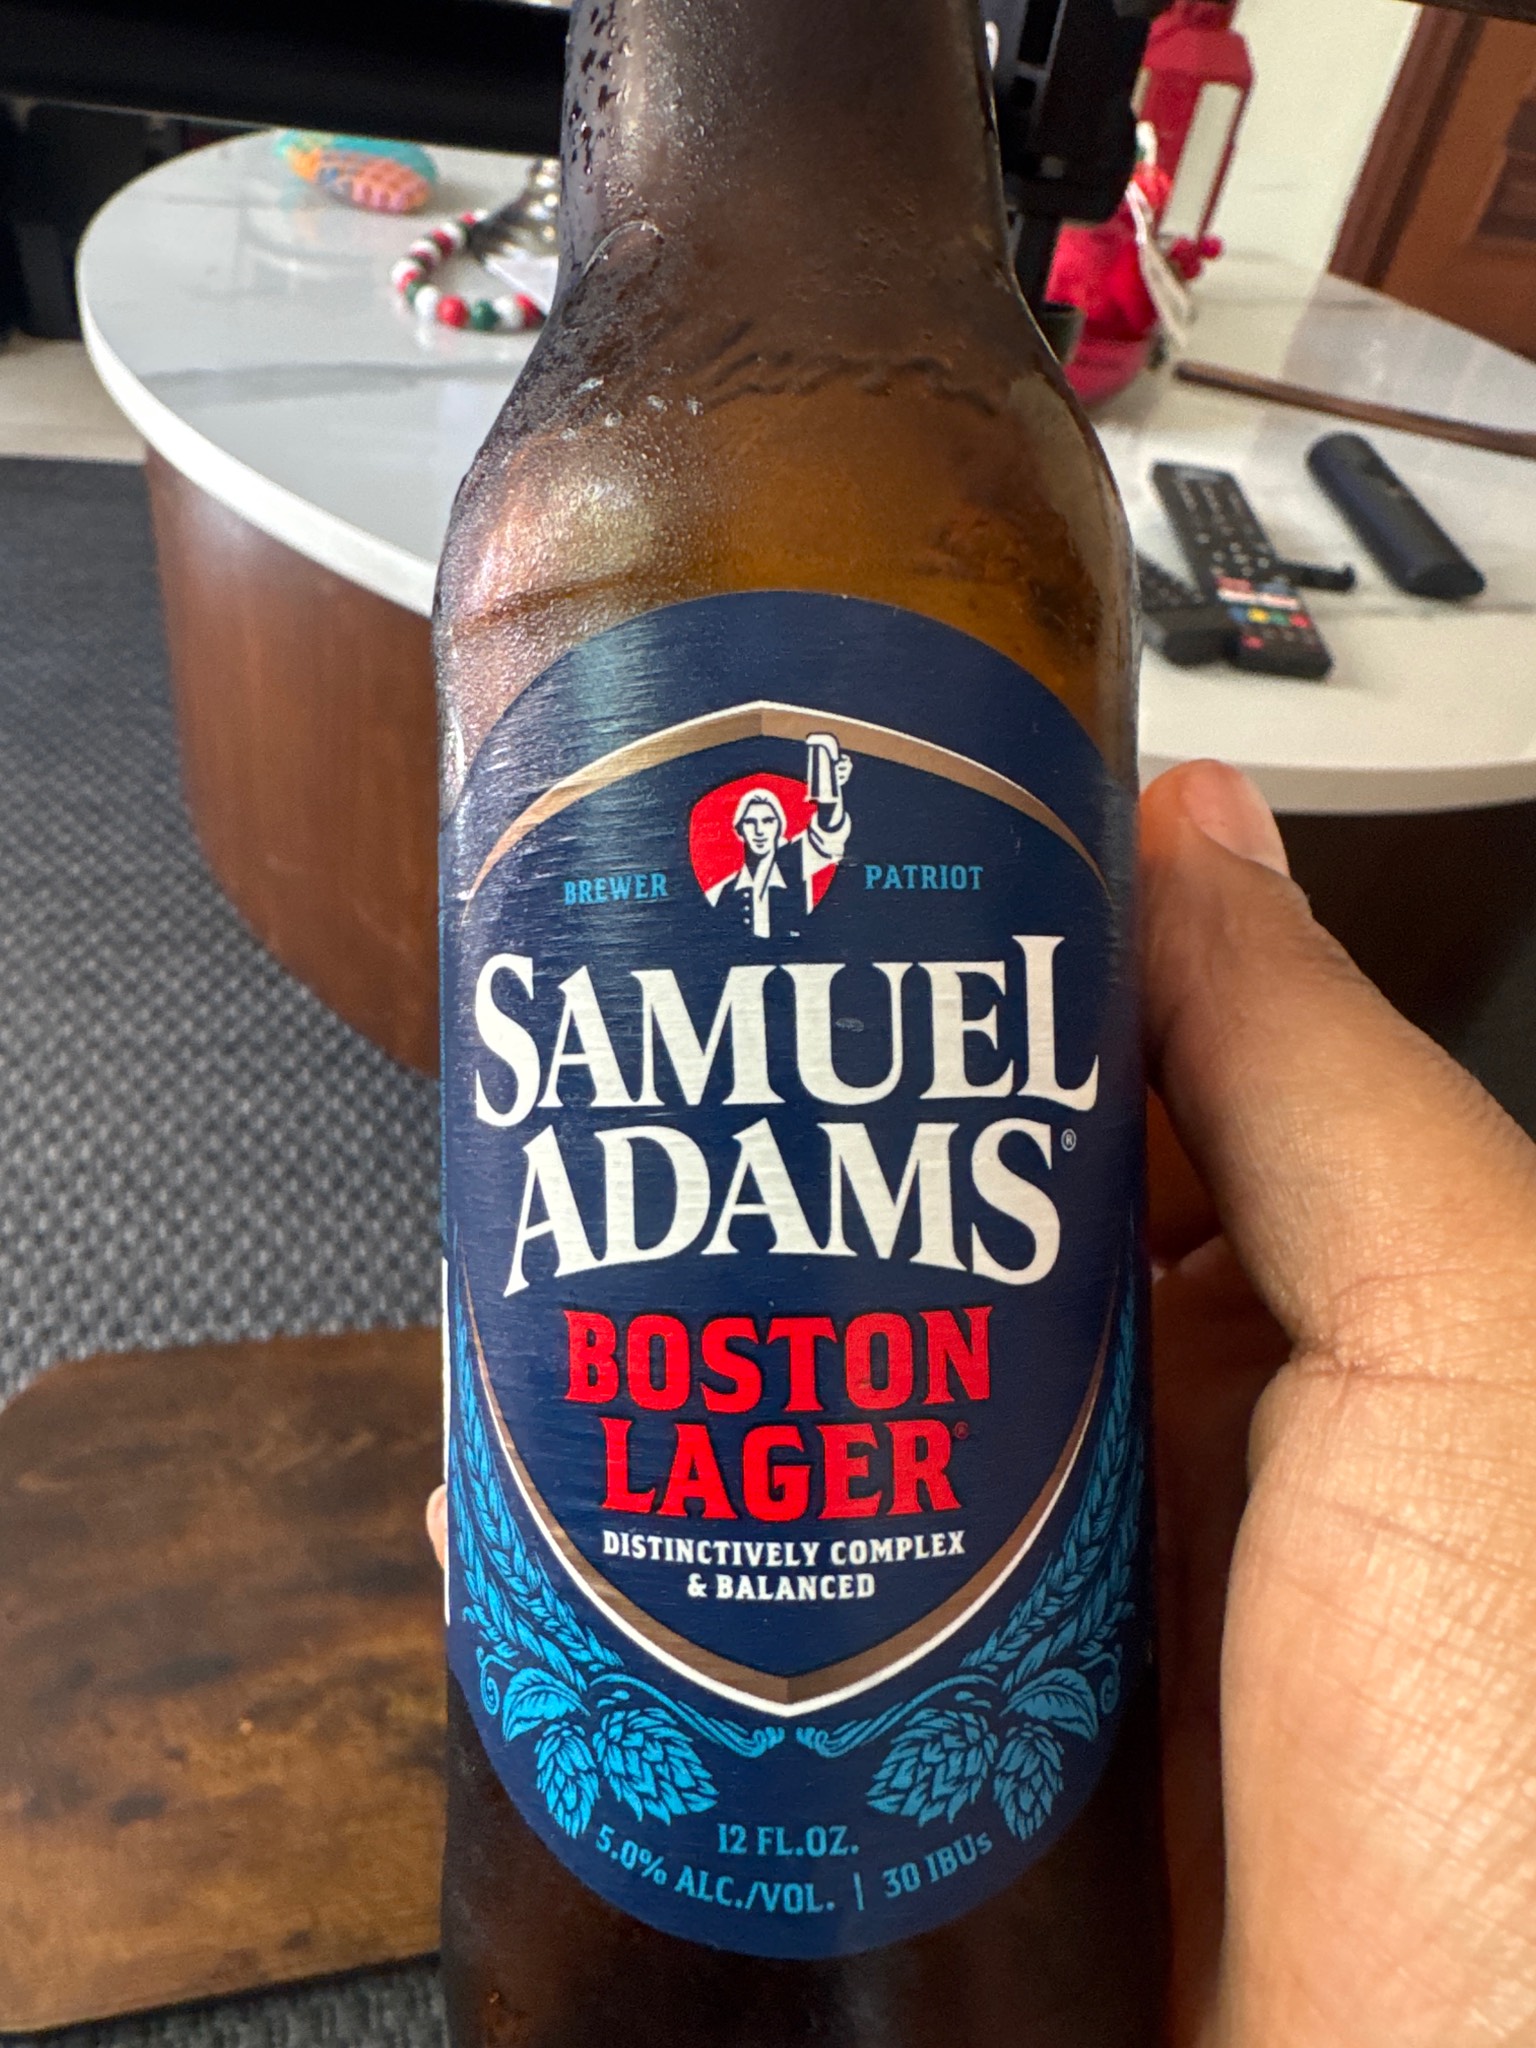 BREWER PATRIOT
SAMUEL
ADAMS®
BOSTON
LAGER®
DISTINCTIVELY COMPLEX
& BALANCED
12 FL.OZ.
5.0% ALC./VOL. | 30 IBUs